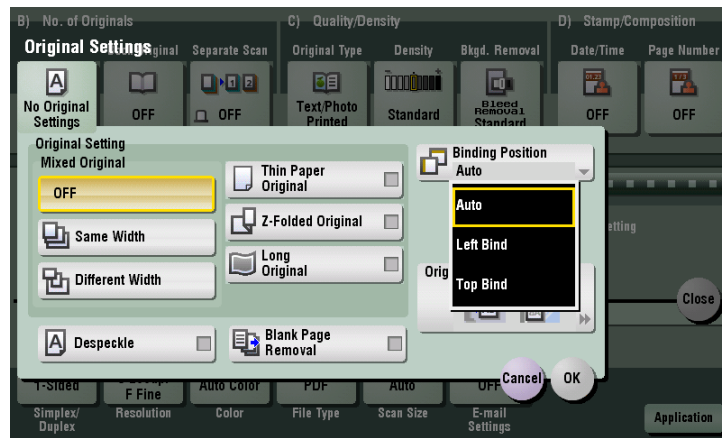 B) No. of Originals
C) Quality/Density
D) Stamp/Composition
Original Settings
Original
Separate Scan
Original Type
Density
Bkgd. Removal
Date/Time
Page Number
No Original
Settings
OFF
OFF
Text/Photo
Printed
Standard
Bleed
Removal
Standard
OFF
OFF
Original Setting
Mixed Original
OFF
Same Width
Different Width
Thin Paper
Original
Z-Folded Original
Long
Original
Despeckle
Blank Page
Removal
Binding Position
Auto
Auto
Left Bind
Top Bind
Orig
etting
Close
Cancel
OK
1-Sided
F Fine
Auto Color
PDF
Auto
OFF
Simplex/
Duplex
Resolution
Color
File Type
Scan Size
E-mail
Settings
Application